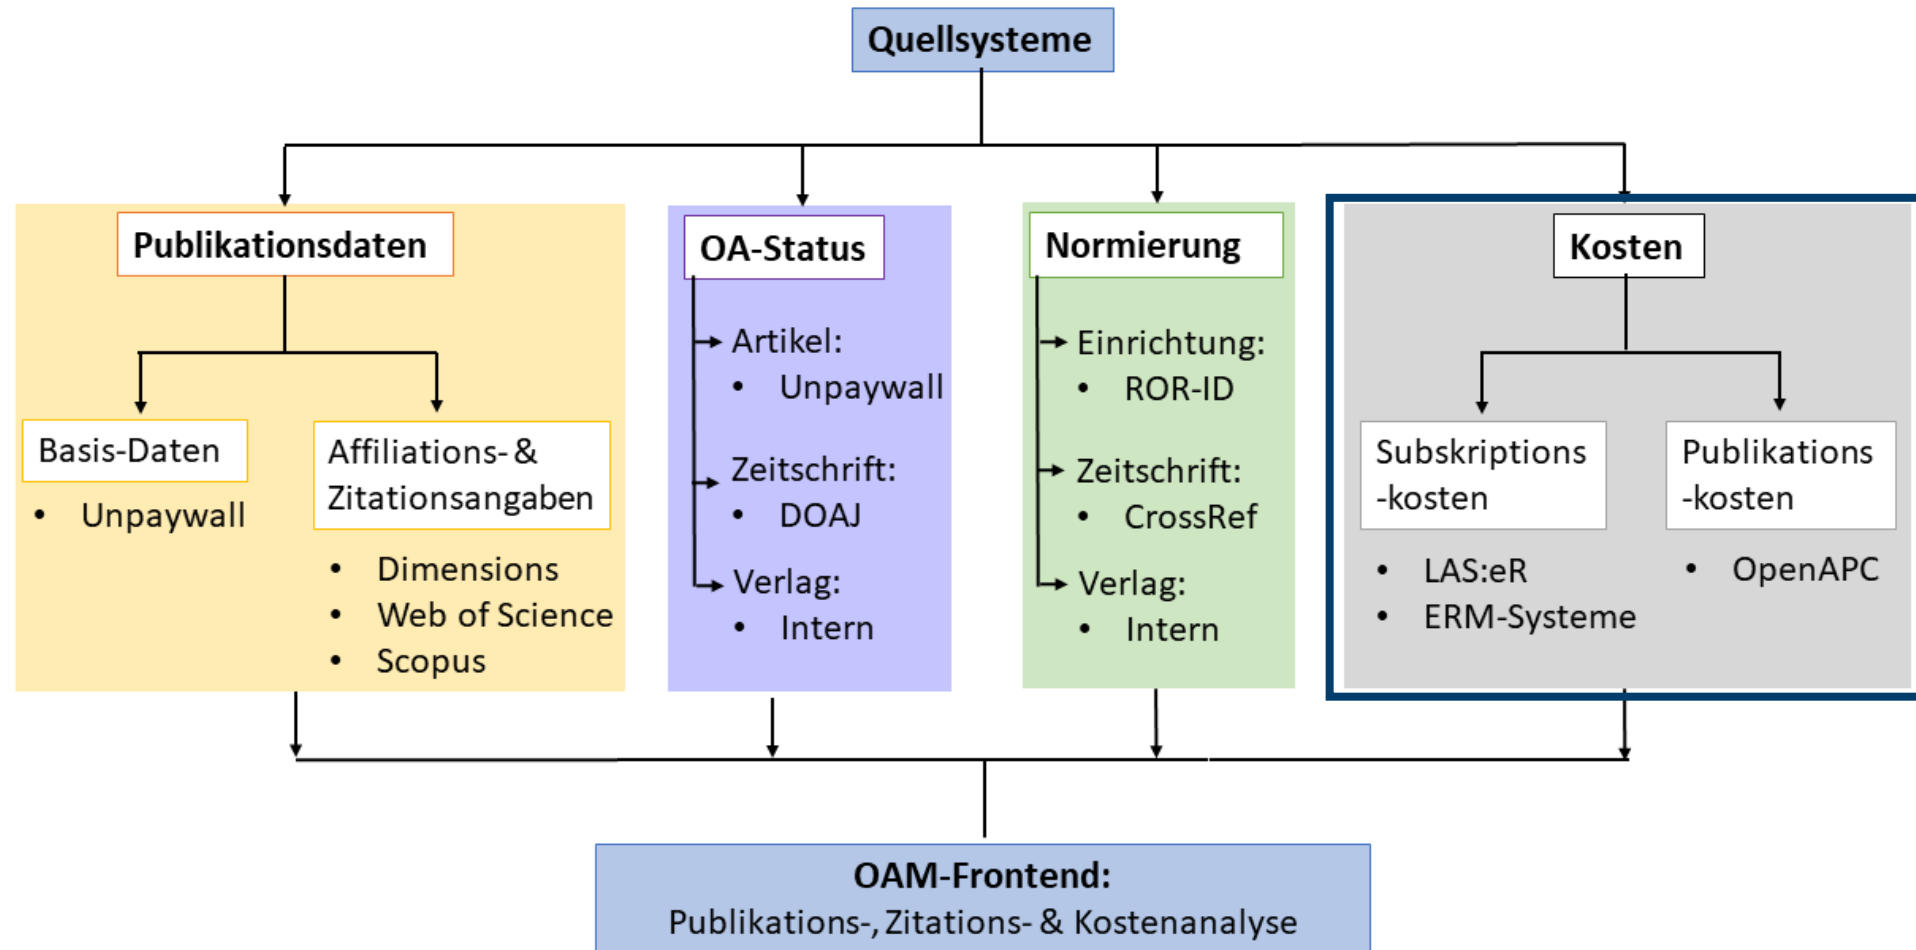 Quellsysteme
Publikationsdaten
Basis-Daten
• Unpaywall
Affiliations- &
Zitationsangaben
• Dimensions
• Web of Science
• Scopus
OA-Status
Artikel:
• Unpaywall
Zeitschrift:
• DOAJ
Verlag:
• Intern
Normierung
Einrichtung:
• ROR-ID
Zeitschrift:
• CrossRef
Verlag:
• Intern
Kosten
Subskriptions
-kosten
• LAS:eR
• ERM-Systeme
Publikations
-kosten
• OpenAPC
OAM-Frontend:
Publikations-, Zitations- & Kostenanalyse